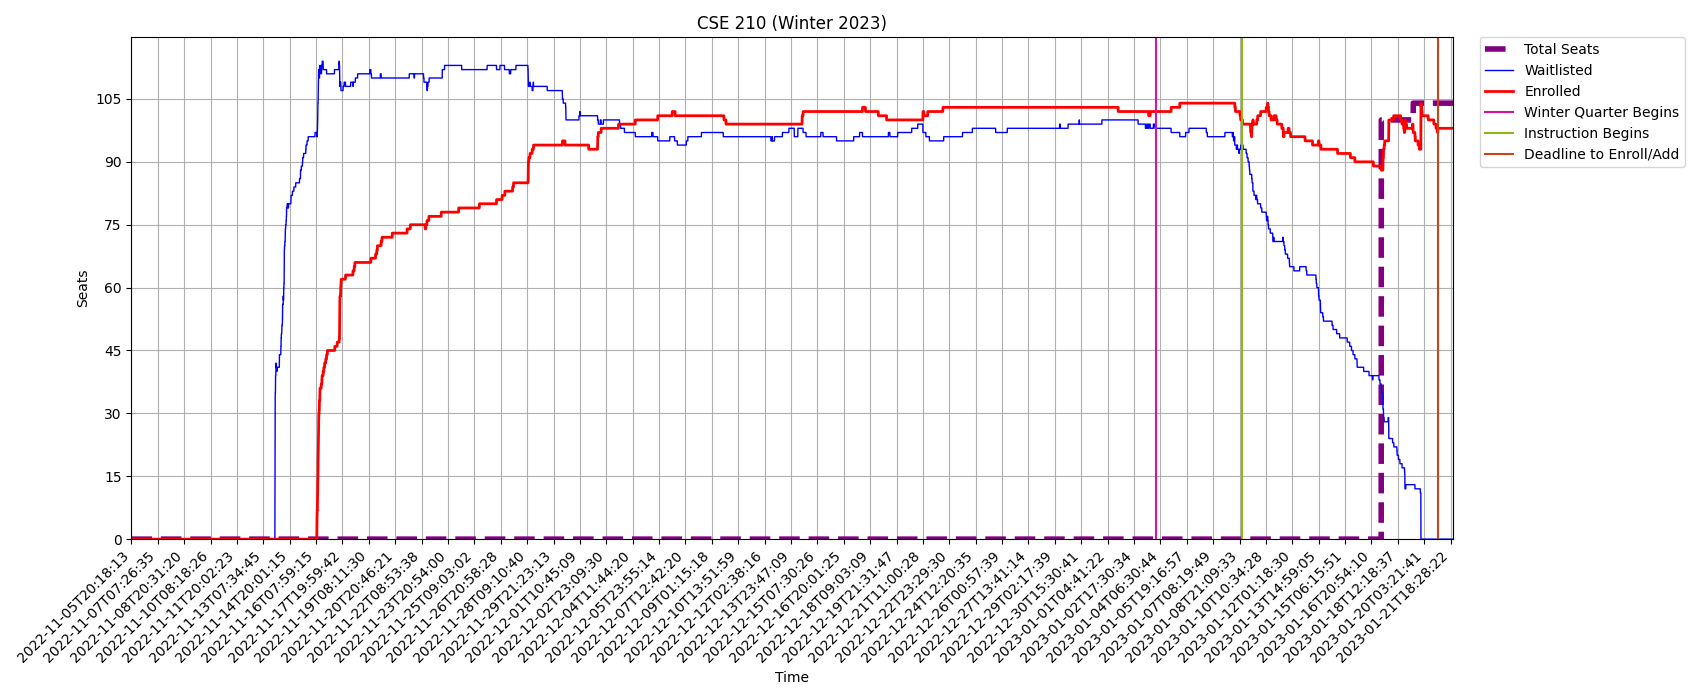 CSE 210 (Winter 2023)
Total Seats
Waitlisted
Enrolled
Winter Quarter Begins
Instruction Begins
Deadline to Enroll/Add
Seats
105
90
75
60
45
30
15
0
2022-11-05T20:18:13
2022-11-07T07:26:35
2022-11-08T20:31:20
2022-11-10T08:18:26
2022-11-11T20:02:23
2022-11-13T07:34:45
2022-11-14T20:01:15
2022-11-16T07:59:15
2022-11-17T19:59:42
2022-11-19T08:11:30
2022-11-20T20:46:21
2022-11-22T08:53:38
2022-11-23T20:54:00
2022-11-25T09:03:02
2022-11-26T20:58:28
2022-11-28T09:10:40
2022-11-29T21:23:13
2022-12-01T10:45:09
2022-12-02T23:09:30
2022-12-04T11:44:20
2022-12-05T23:55:14
2022-12-07T12:42:20
2022-12-09T01:15:18
2022-12-10T13:51:59
2022-12-12T02:38:16
2022-12-13T23:47:09
2022-12-15T07:30:26
2022-12-16T20:01:25
2022-12-18T09:03:09
2022-12-19T21:31:47
2022-12-21T11:00:28
2022-12-22T23:29:30
2022-12-24T12:20:35
2022-12-26T00:57:39
2022-12-27T13:41:14
2022-12-29T02:17:39
2022-12-30T15:30:41
2023-01-01T04:41:22
2023-01-02T17:30:34
2023-01-04T06:30:44
2023-01-05T19:16:57
2023-01-07T08:19:49
2023-01-08T21:09:33
2023-01-10T10:34:28
2023-01-12T01:18:30
2023-01-13T14:59:05
2023-01-15T06:15:51
2023-01-16T20:54:10
2023-01-18T12:18:37
2023-01-20T03:21:41
2023-01-21T18:28:22
Time